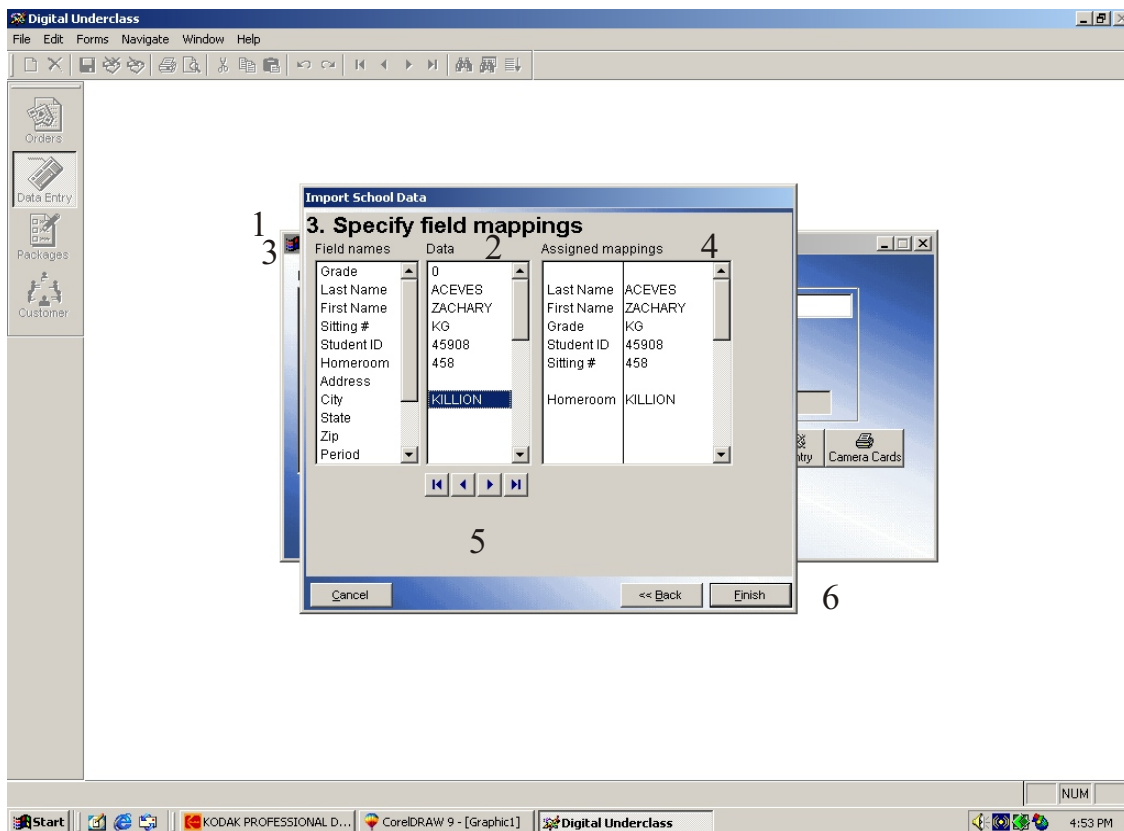 Digital Underclass
File Edit Forms Navigate Window Help
Orders
Data Entry
Packages
Customer
1
3
Import School Data
3. Specify field mappings
Field names
Grade
Last Name
First Name
Sitting #
Student ID
Homeroom
Address
City
State
Zip
Period
Data
2
0
ACEVES
ZACHARY
KG
45908
458
KILLION
Assigned mappings
4
Last Name ACEVES
First Name ZACHARY
Grade KG
Student ID 45908
Sitting # 458
Homeroom KILLION
5
Cancel
<< Back
Finish
6
Camera Cards
NUM
Start
KODAK PROFESSIONAL D...
CorelDRAW 9 - [Graphic1]
Digital Underclass
4:53 PM